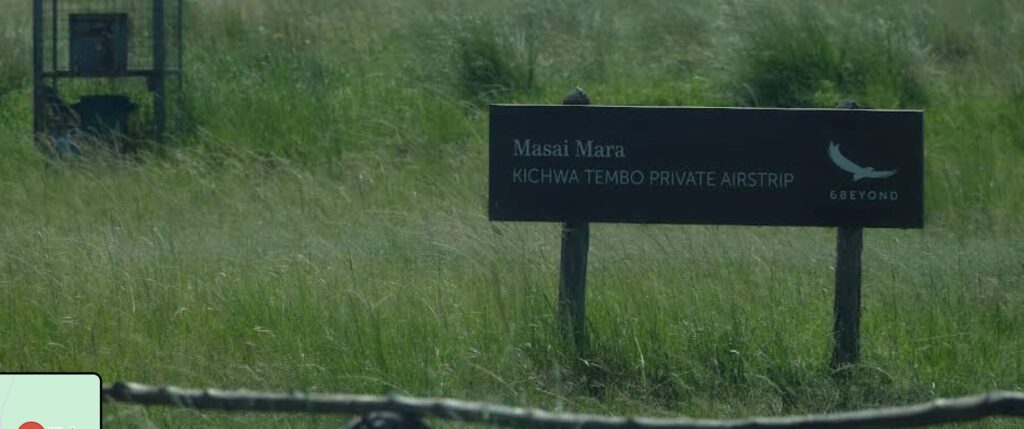 Masai Mara
KICHWA TEMBO PRIVATE AIRSTRIP
&BEYOND